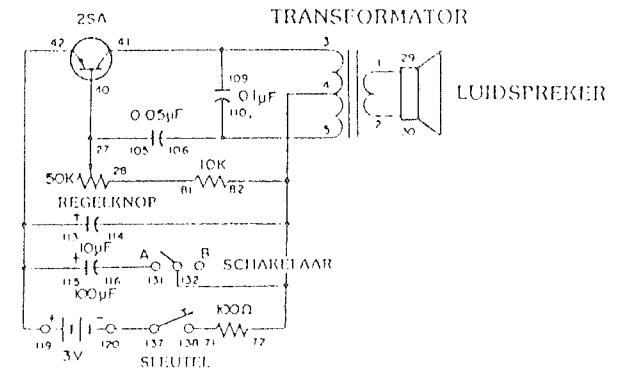 2SA
TRANSFORMATOR
42
41
3
40
109
0.1µF
110
4
1
29
LUIDSPREKER
0.05µF
27
105
106
5
2
30
50K
28
10K
81
82
REGELKNOP
+
113
114
10µF
A
B
SCHAKELAAR
+
115
116
131
132
100µF
100Ω
+
-
119
120
137
138
71
72
3V
SLEUTEL